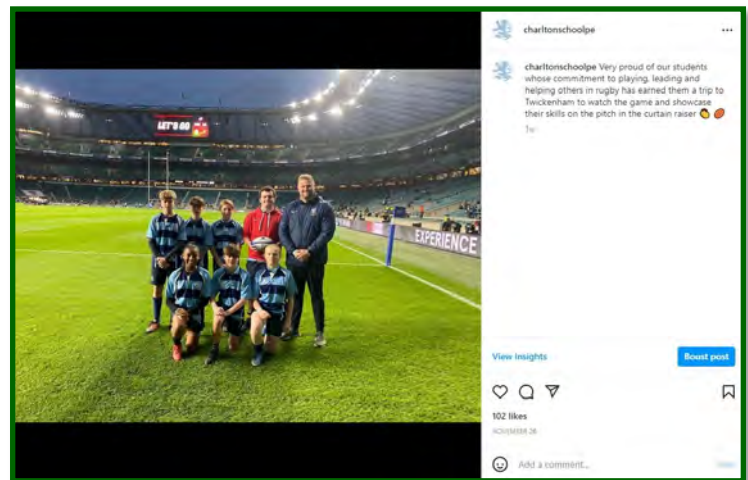 charltonschoolpe
charltonschoolpe Very proud of our students
whose commitment to playing, leading and
helping others in rugby has earned them a trip to
Twickenham to watch the game and showcase
their skills on the pitch in the curtain raiser
1w
LET'S GO
EXPERIENCE
View Insights
Boost post
102 likes
NOVEMBER 26
Add a comment...